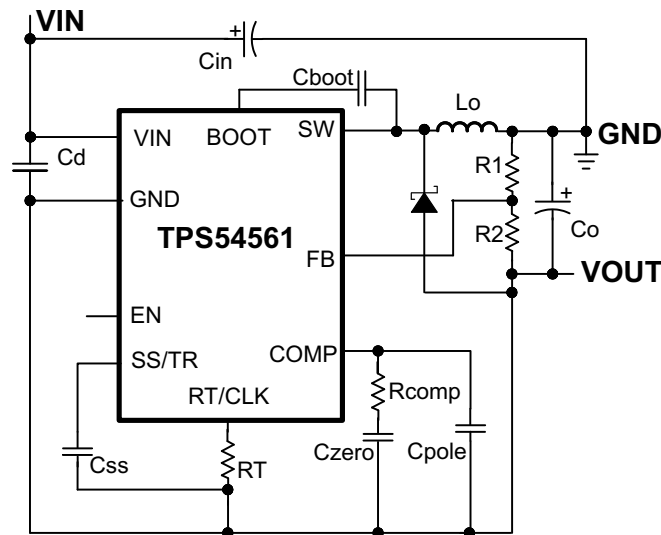 VIN
Cin
Cboot
Lo
VIN
BOOT
SW
GND
Cd
R1
GND
TPS54561
R2
Co
FB
VOUT
EN
COMP
SS/TR
RT/CLK
Rcomp
Css
RT
Czero
Cpole